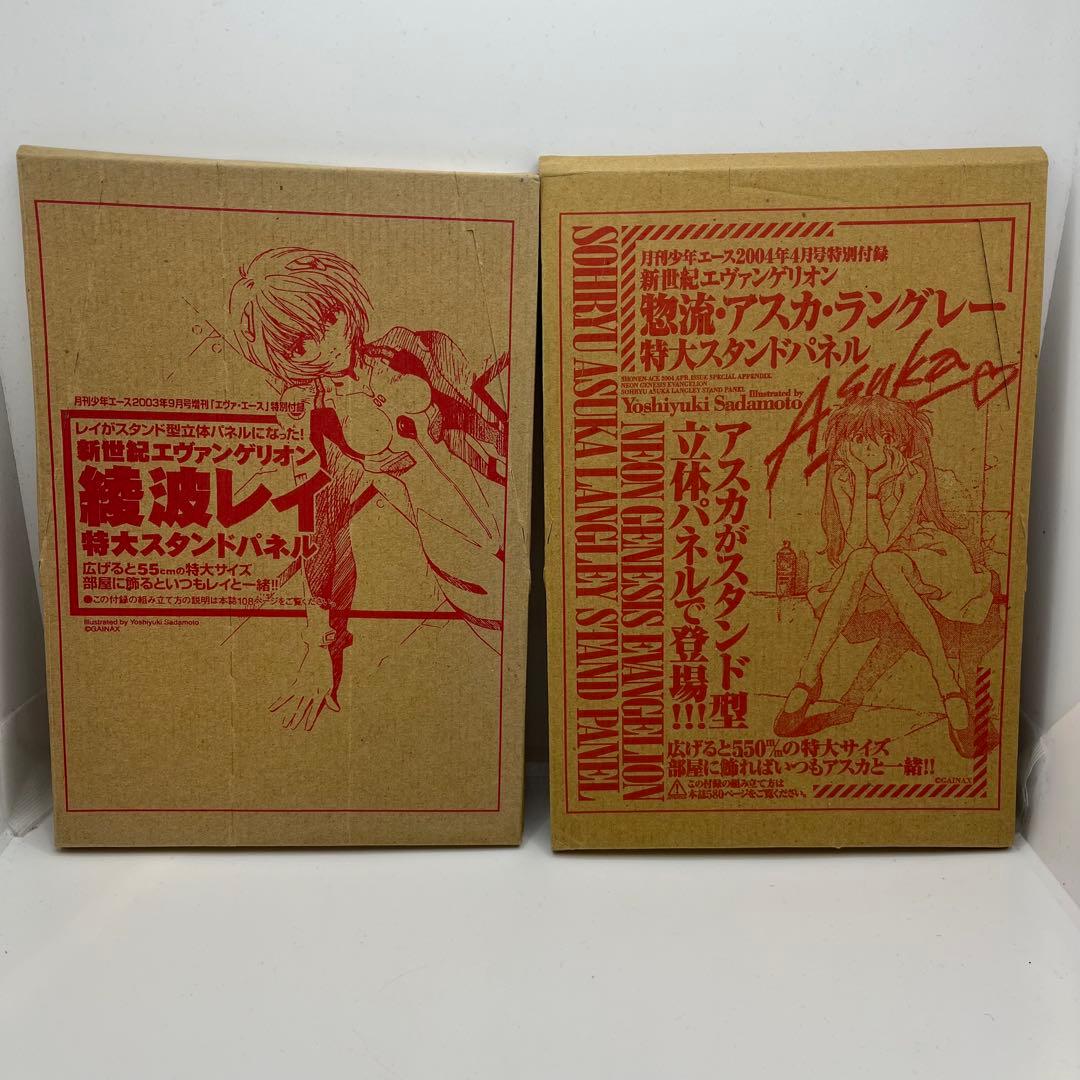 月刊少年エース2003年9月号増刊「エヴァ・エース」特別付録
レイがスタンド型立体パネルになった!
新世紀エヴァンゲリオン
綾波レイ
特大スタンドパネル
広げると55cmの特大サイズ
部屋に飾るといつもレイと一緒!!
●この付録の組み立て方の説明は本誌108ページをご覧ください。
Illustrated by Yoshiyuki Sadamoto
©GAINAX
SOHRYU ASUKA LANGLEY STAND PANEL
月刊少年エース2004年4月号特別付録
新世紀エヴァンゲリオン
惣流・アスカ・ラングレー
特大スタンドパネル
Asuka♡
SHONEN-ACE 2004 APR. ISSUE SPECIAL APPENDIX
NEON GENESIS EVANGELION
SOHRYU ASUKA LANGLEY STAND PANEL
Illustrated by
Yoshiyuki Sadamoto
NEON GENESIS EVANGELION
アスカがスタンド型
立体パネルで登場!!!
広げると550m/mの特大サイズ
部屋に飾ればいつもアスカと一緒!!
この付録の組み立て方は
本誌580ページをご覧ください。
©GAINAX